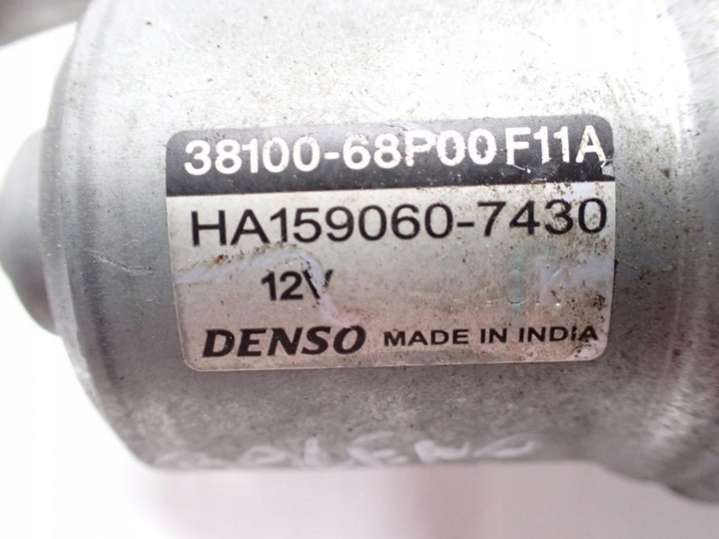 38100-68P00 F11A
HA159060-7430
12V
DENSO MADE IN INDIA